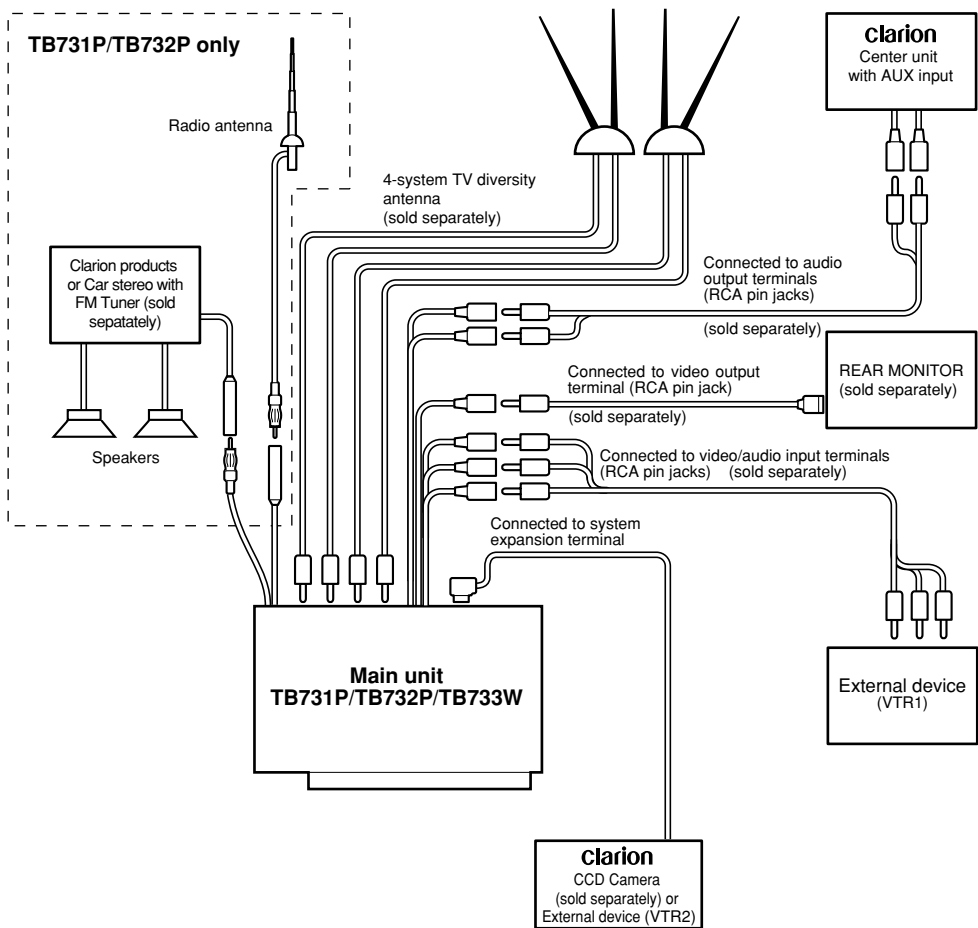 TB731P/TB732P only
Radio antenna
4-system TV diversity
antenna
(sold separately)
clarion
Center unit
with AUX input
Clarion products
or Car stereo with
FM Tuner (sold
sepatately)
Speakers
Connected to audio
output terminals
(RCA pin jacks)
(sold separately)
Connected to video output
terminal (RCA pin jack)
(sold separately)
REAR MONITOR
(sold separately)
Connected to video/audio input terminals
(RCA pin jacks) (sold separately)
Connected to system
expansion terminal
Main unit
TB731P/TB732P/TB733W
External device
(VTR1)
clarion
CCD Camera
(sold separately) or
External device (VTR2)